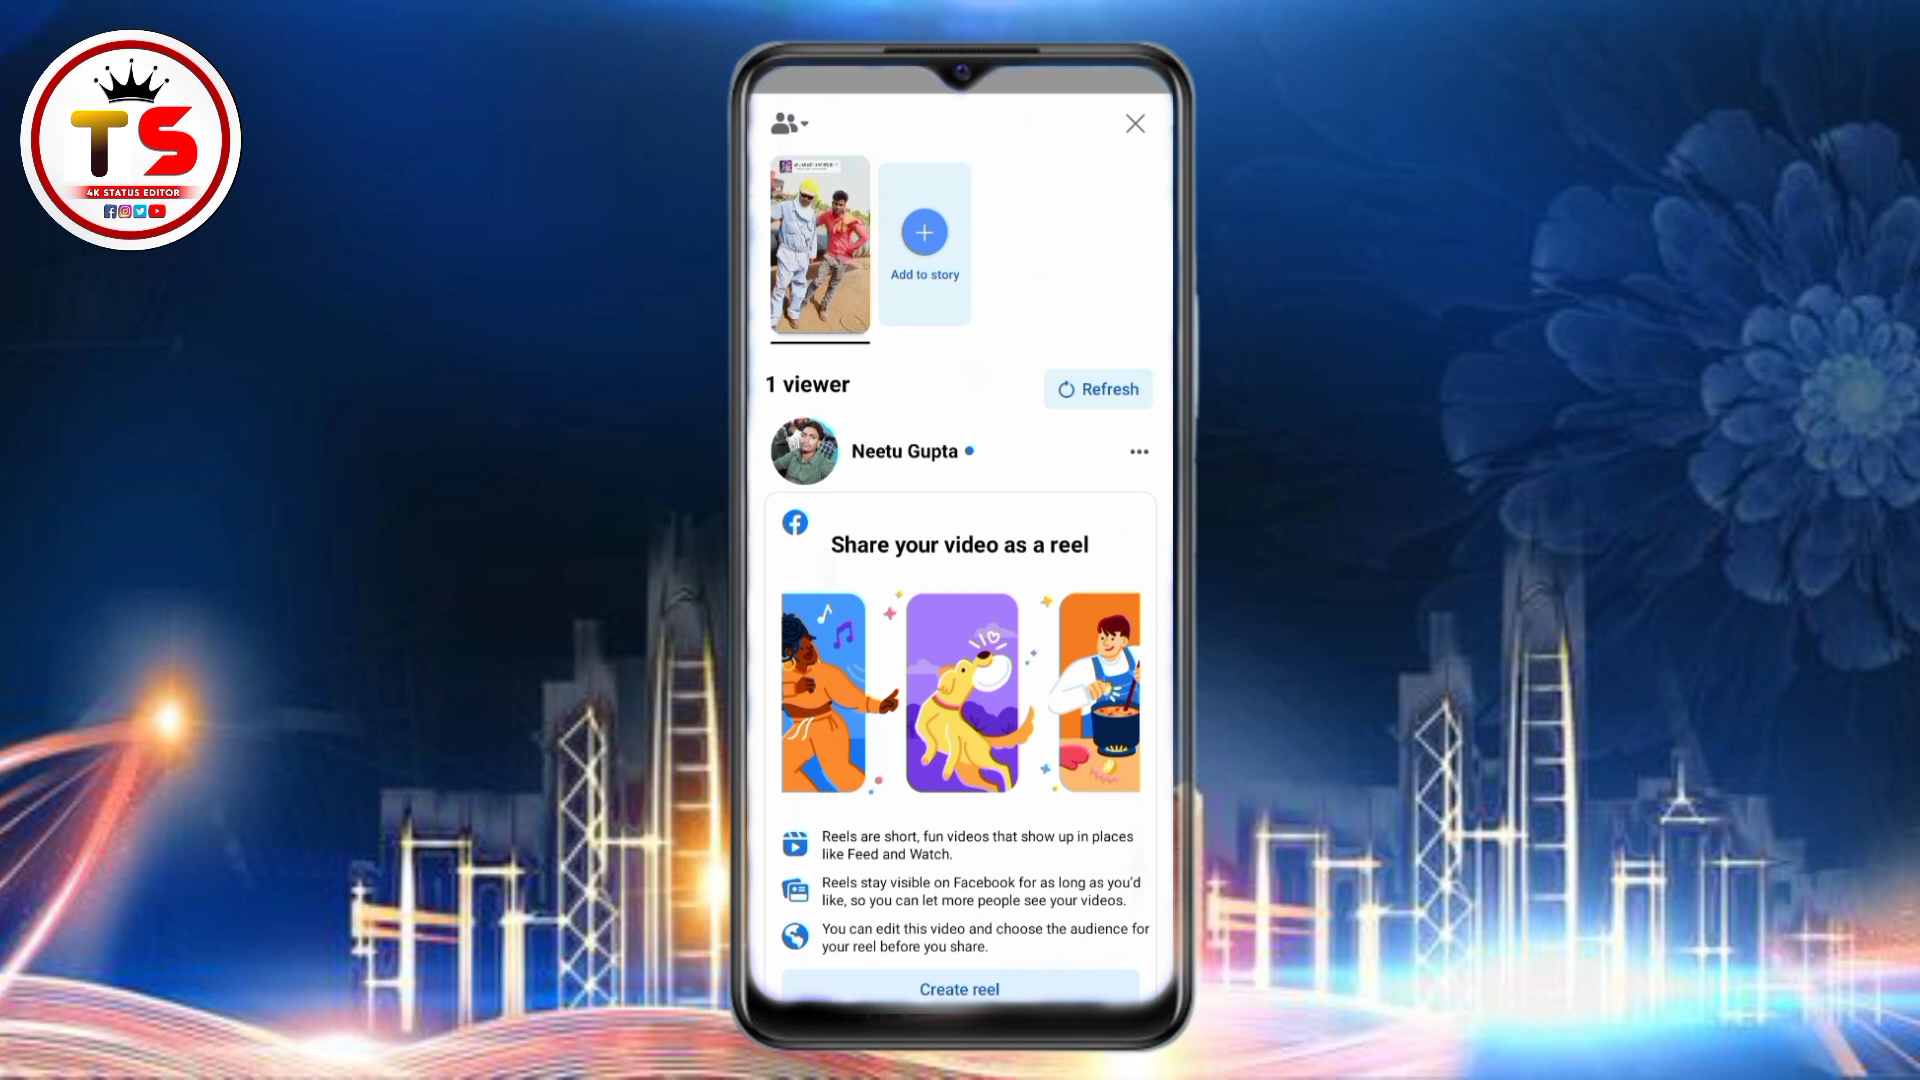 TS
4K STATUS EDITOR
Add to story
1 viewer
Refresh
Neetu Gupta
Share your video as a reel
Reels are short, fun videos that show up in places
like Feed and Watch.
Reels stay visible on Facebook for as long as you'd
like, so you can let more people see your videos.
You can edit this video and choose the audience for
your reel before you share.
Create reel